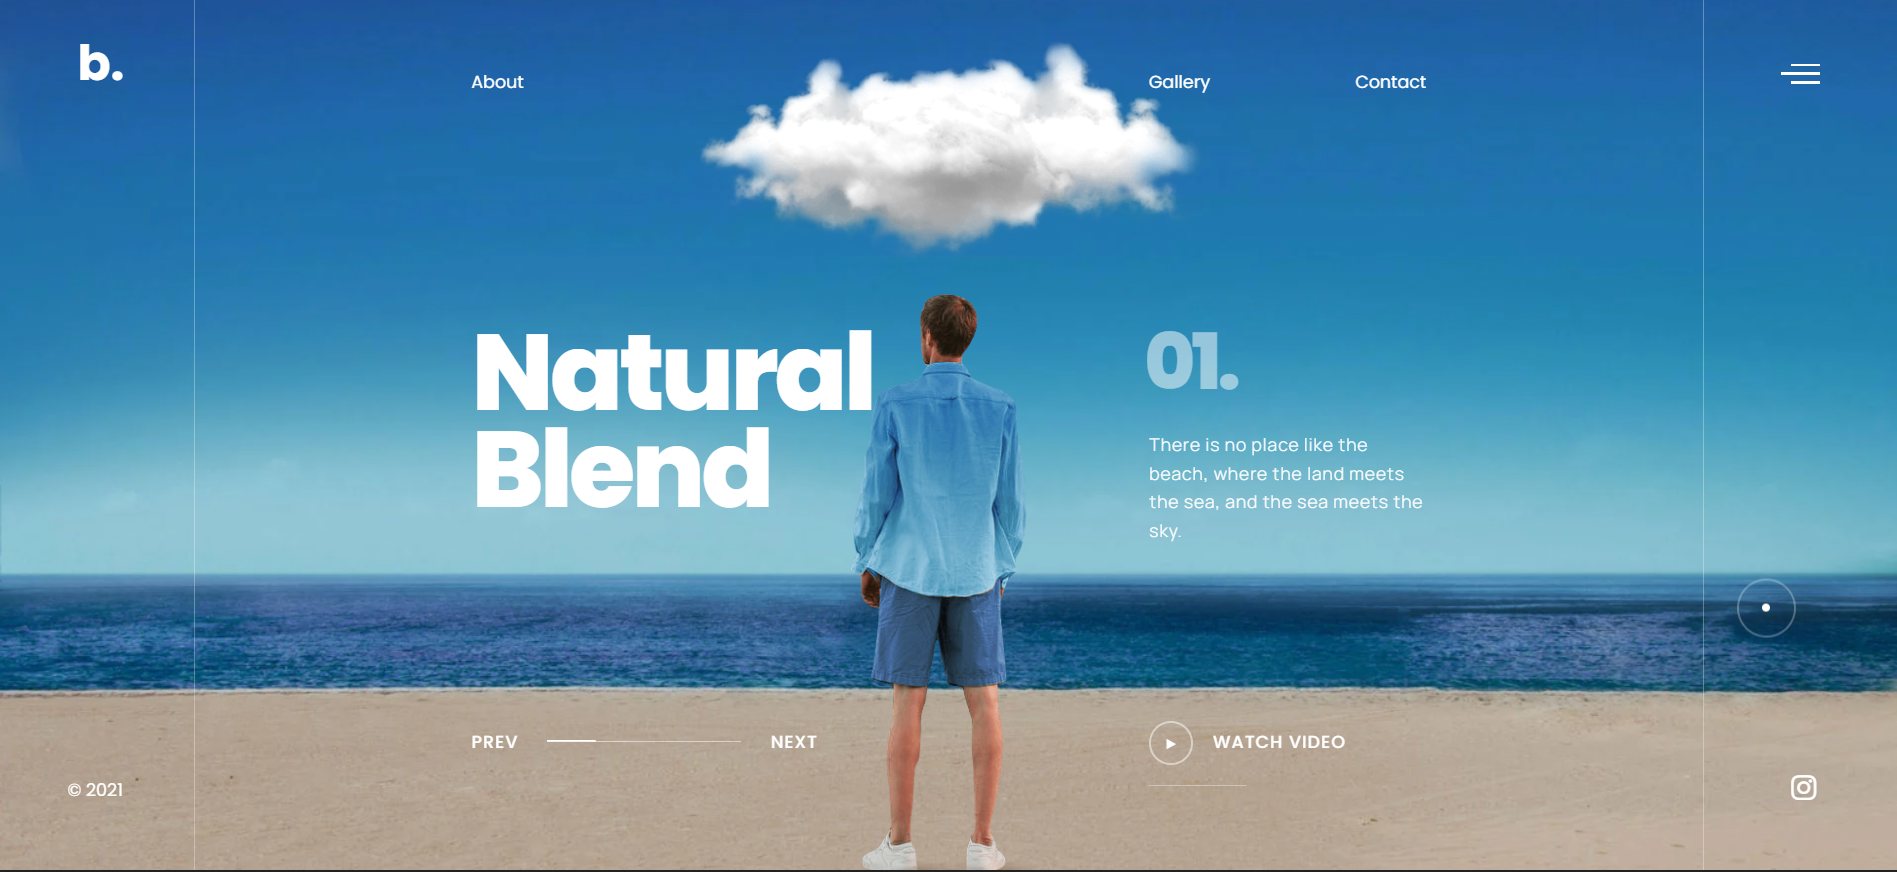 b.
About
Gallery
Contact
Natural
Blend
01.
There is no place like the
beach, where the land meets
the sea, and the sea meets the
sky.
PREV
NEXT
WATCH VIDEO
© 2021